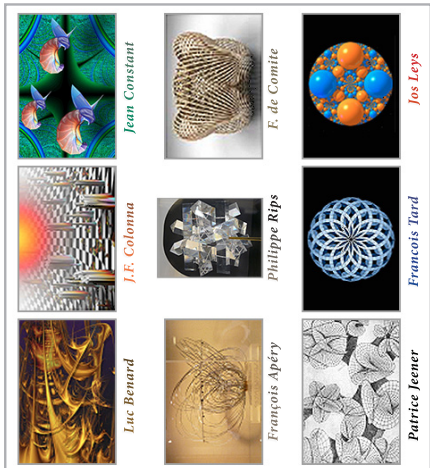 Luc Benard
J.F. Colonna
Jean Constant
François Apéry
Philippe Rips
F. de Comite
Patrice Jeener
Francois Tard
Jos Leys